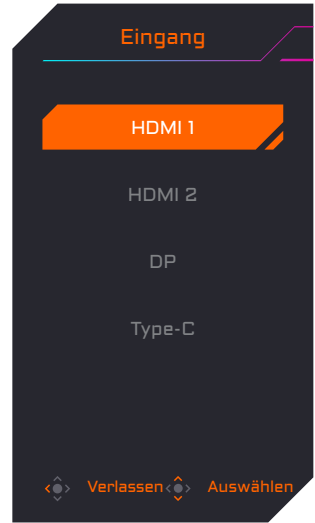 Eingang
HDMI 1
HDMI 2
DP
Type-C
Verlassen Auswählen